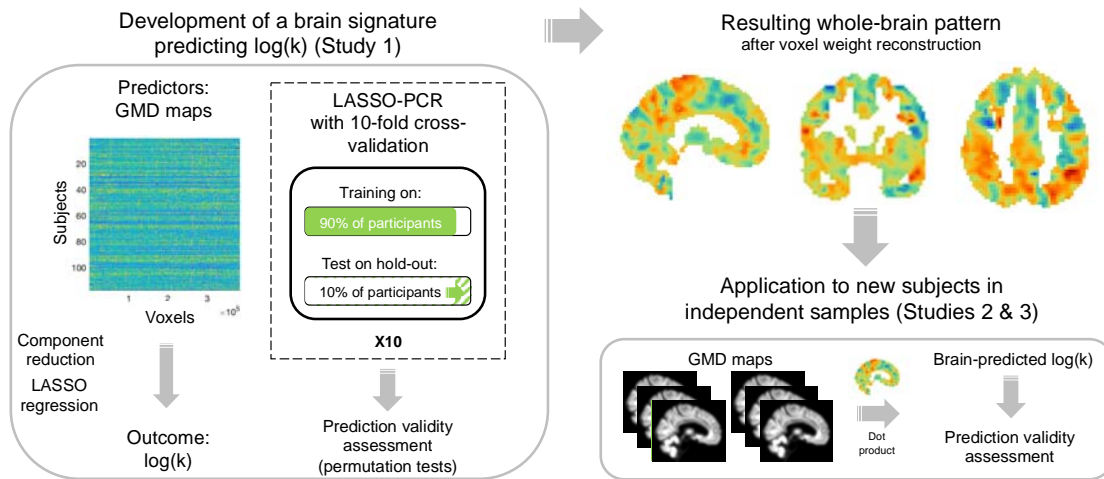 Development of a brain signature
predicting log(k) (Study 1)
Predictors:
GMD maps
Subjects
20
40
60
80
100
1
2
3
×10⁵
Voxels
Component
reduction
LASSO
regression
Outcome:
log(k)
LASSO-PCR
with 10-fold cross-
validation
Training on:
90% of participants
Test on hold-out:
10% of participants
X10
Prediction validity
assessment
(permutation tests)
Resulting whole-brain pattern
after voxel weight reconstruction
Application to new subjects in
independent samples (Studies 2 & 3)
GMD maps
Dot
product
Brain-predicted log(k)
Prediction validity
assessment